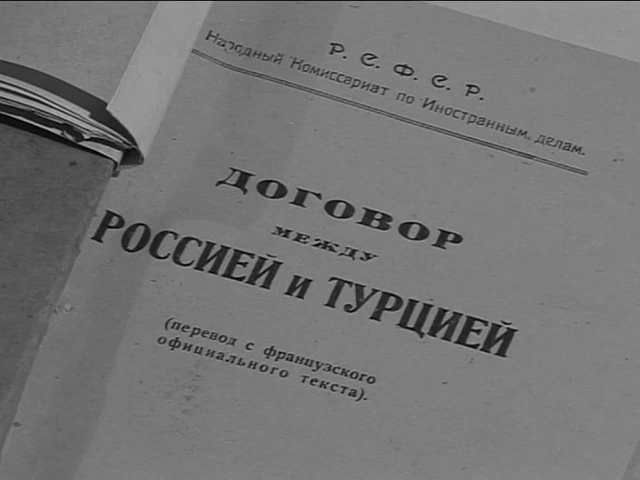 Р. С. Ф. С. Р.
Народный Комиссариат по Иностранным делам.
ДОГОВОР
МЕЖДУ
РОССИЕЙ и ТУРЦИЕЙ
(перевод с французского
официального текста).